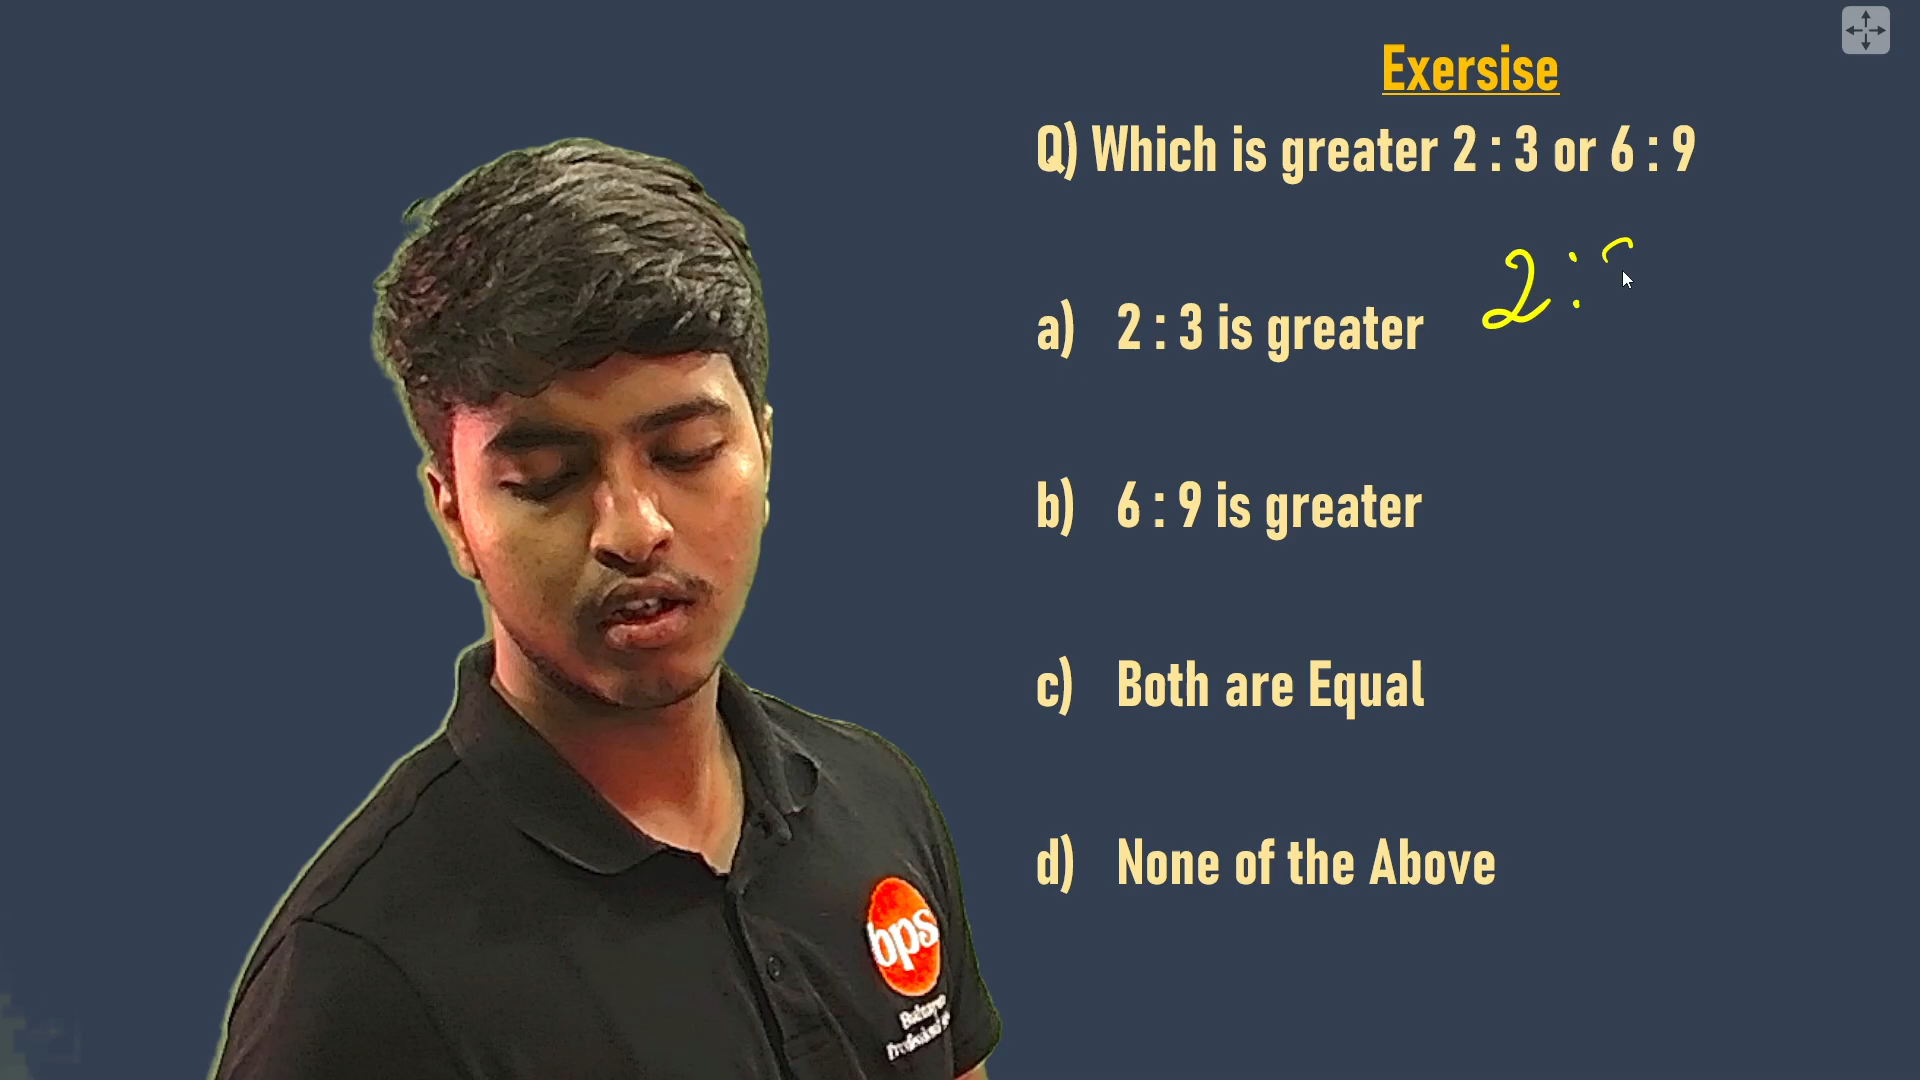 Exersise
Q) Which is greater 2 : 3 or 6 : 9
2 :
a) 2 : 3 is greater
b) 6 : 9 is greater
c) Both are Equal
d) None of the Above
bps